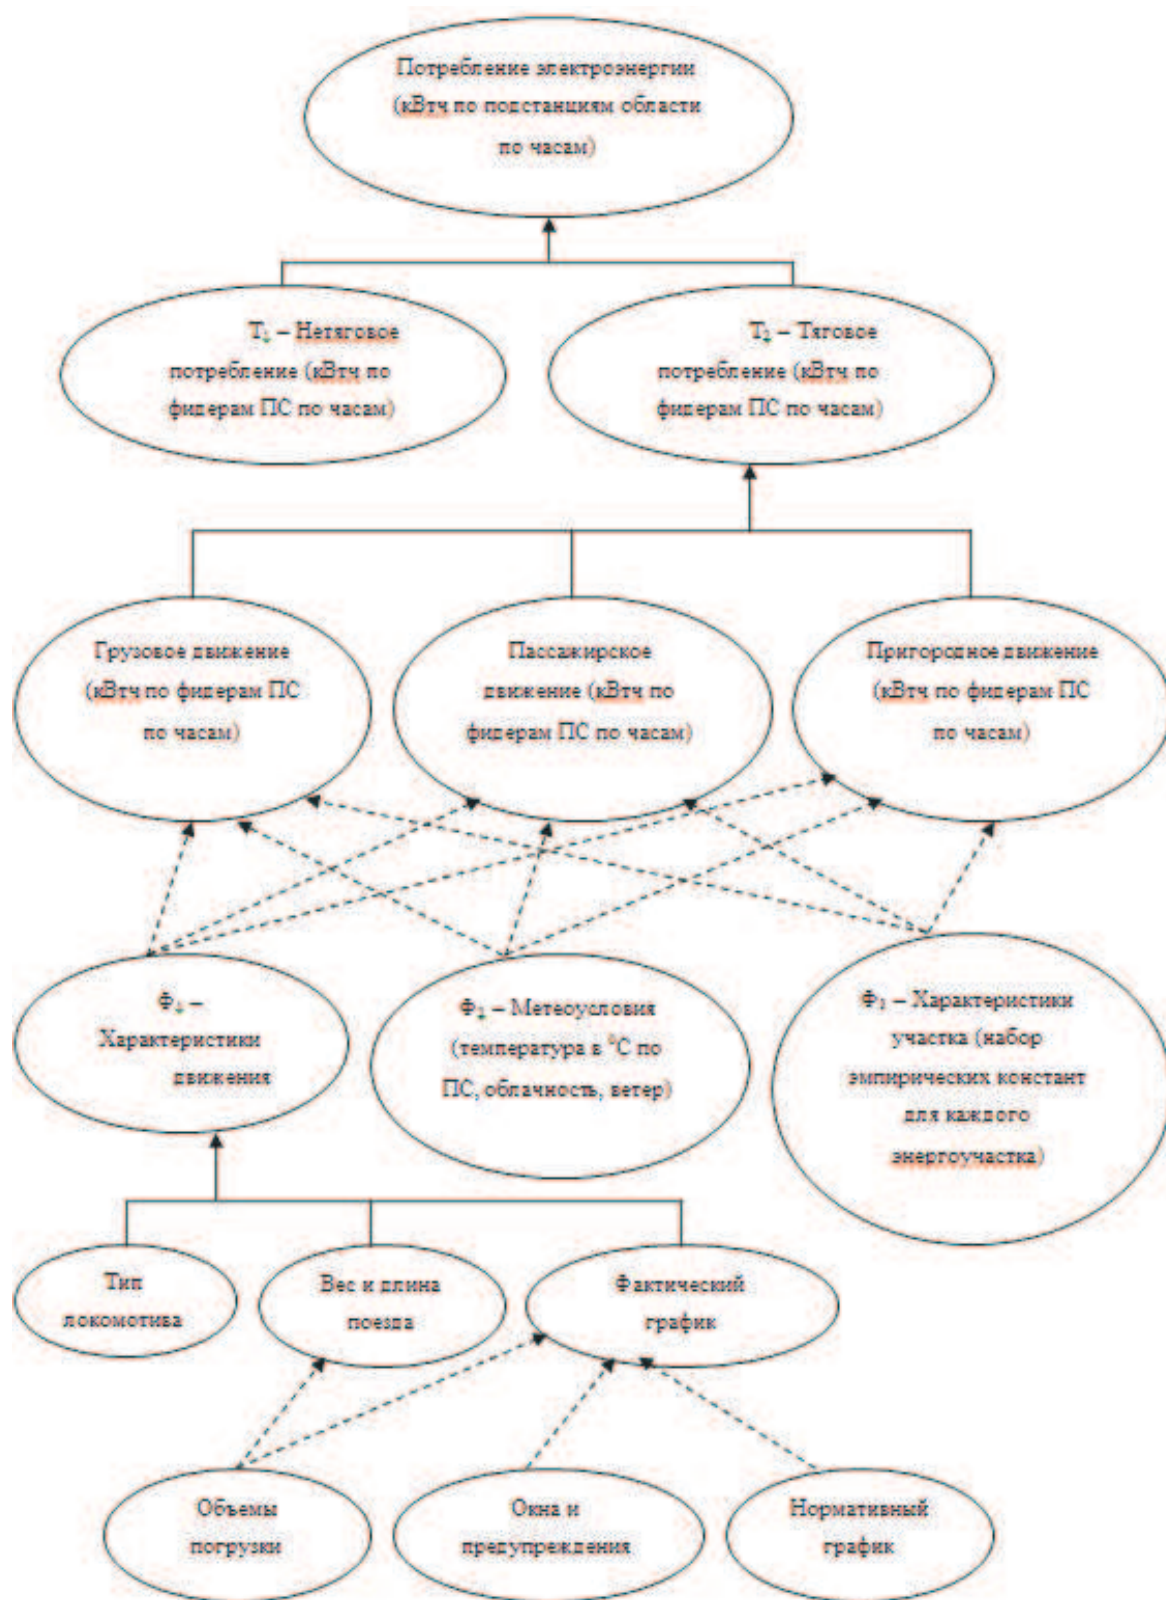 Потребление электроэнергии
(кВтч по подстанциям области
по часам)
Т₁ – Нетяговое
потребление (кВтч по
фидерам ПС по часам)
Т₂ – Тяговое
потребление (кВтч по
фидерам ПС по часам)
Грузовое движение
(кВтч по фидерам ПС
по часам)
Пассажирское
движение (кВтч по
фидерам ПС по часам)
Пригородное движение
(кВтч по фидерам ПС
по часам)
Ф₁ –
Характеристики
движения
Ф₂ – Метеоусловия
(температура в ⁰С по
ПС, облачность, ветер)
Ф₃ – Характеристики
участка (набор
эмпирических констант
для каждого
энергоучастка)
Тип
локомотива
Вес и длина
поезда
Фактический
график
Объемы
погрузки
Окна и
предупреждения
Нормативный
график